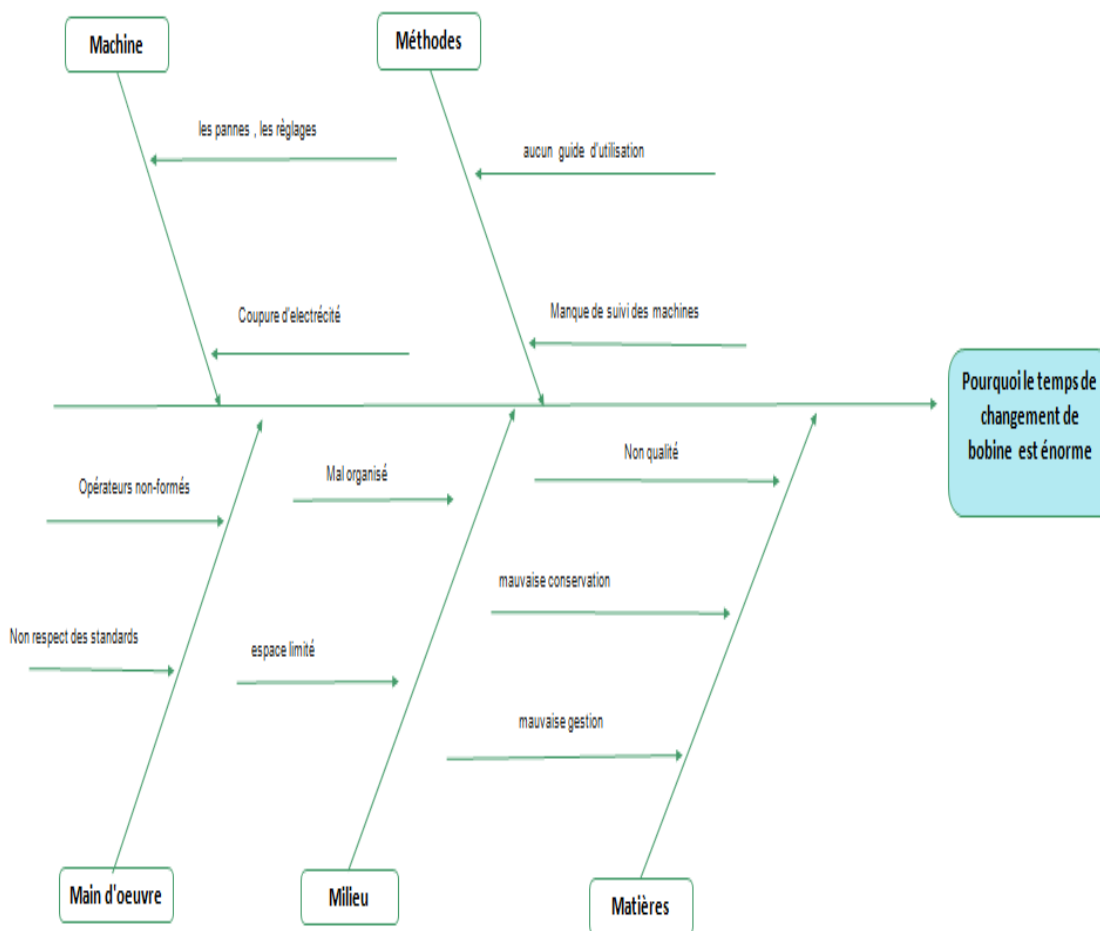 Machine
Méthodes
les pannes , les règlages
aucun guide d'utilisation
Coupure d'electrécité
Manque de suivi des machines
Pourquoi le temps de
changement de
bobine est énorme
Opérateurs non-formés
Mal organisé
Non qualité
mauvaise conservation
Non respect des standards
espace limité
mauvaise gestion
Main d'oeuvre
Milieu
Matières